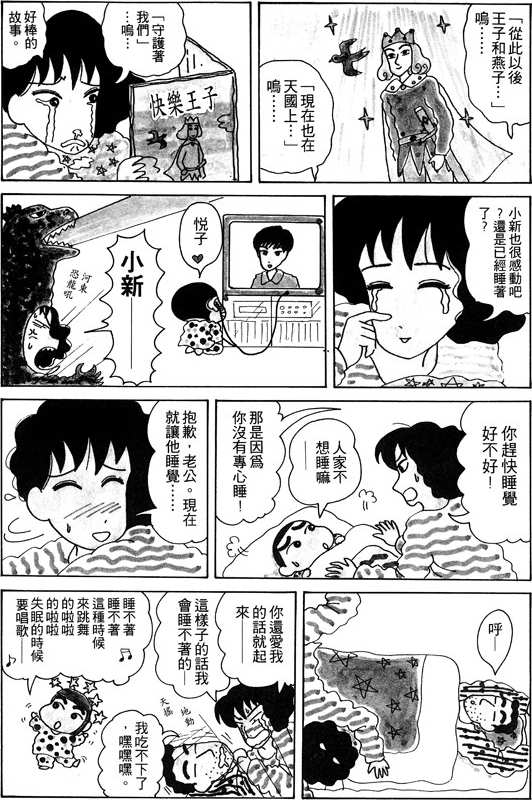 「從此以後
王子和燕子…」
嗚……
「現在也在
天國上…」
嗚……
「守護著
我們」
…嗚…
好棒的
故事。
快樂王子
小新也很感動吧
?還是已經睡著
了?
悅子
小新
河東
恐龍吼
你趕快睡覺
好不好!
人家不
想睡嘛
那是因為
你沒有專心睡!
抱歉,老公。現在
就讓他睡覺……
呼—
你還愛我
的話就起
來——
這樣子的話我
會睡不著的—
地動
天搖
我吃不下了
,嘿嘿嘿。
睡不著
睡不著
這種時候
來跳舞
的啦啦
的啦啦
失眠的時候
要唱歌—